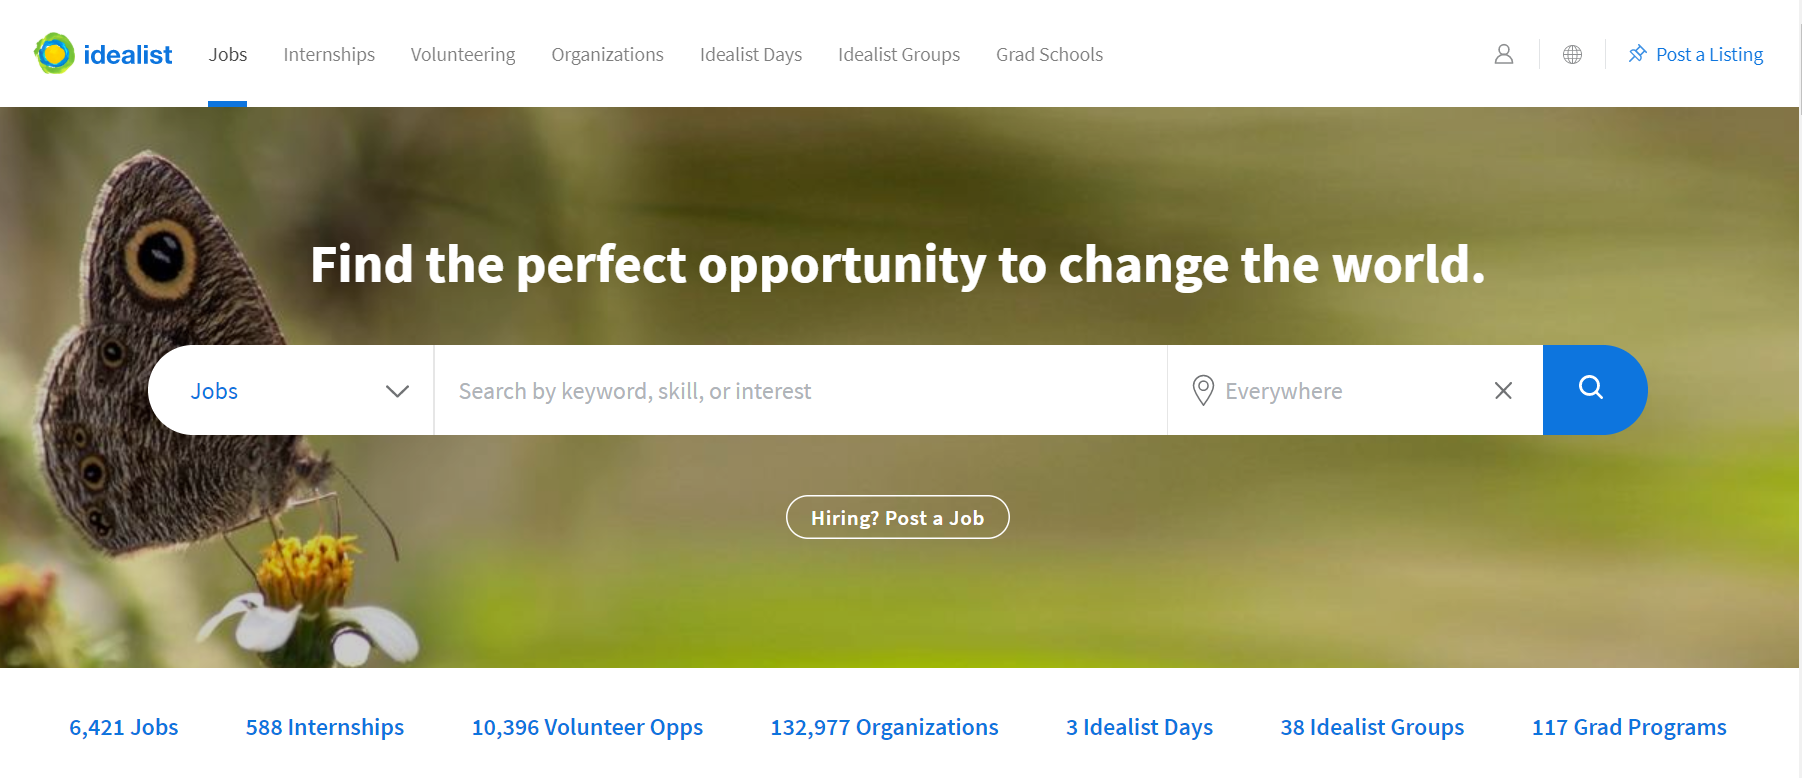 idealist Jobs Internships Volunteering Organizations Idealist Days Idealist Groups Grad Schools Post a Listing
Find the perfect opportunity to change the world.
Jobs Search by keyword, skill, or interest Everywhere
Hiring? Post a Job
6,421 Jobs 588 Internships 10,396 Volunteer Opps 132,977 Organizations 3 Idealist Days 38 Idealist Groups 117 Grad Programs